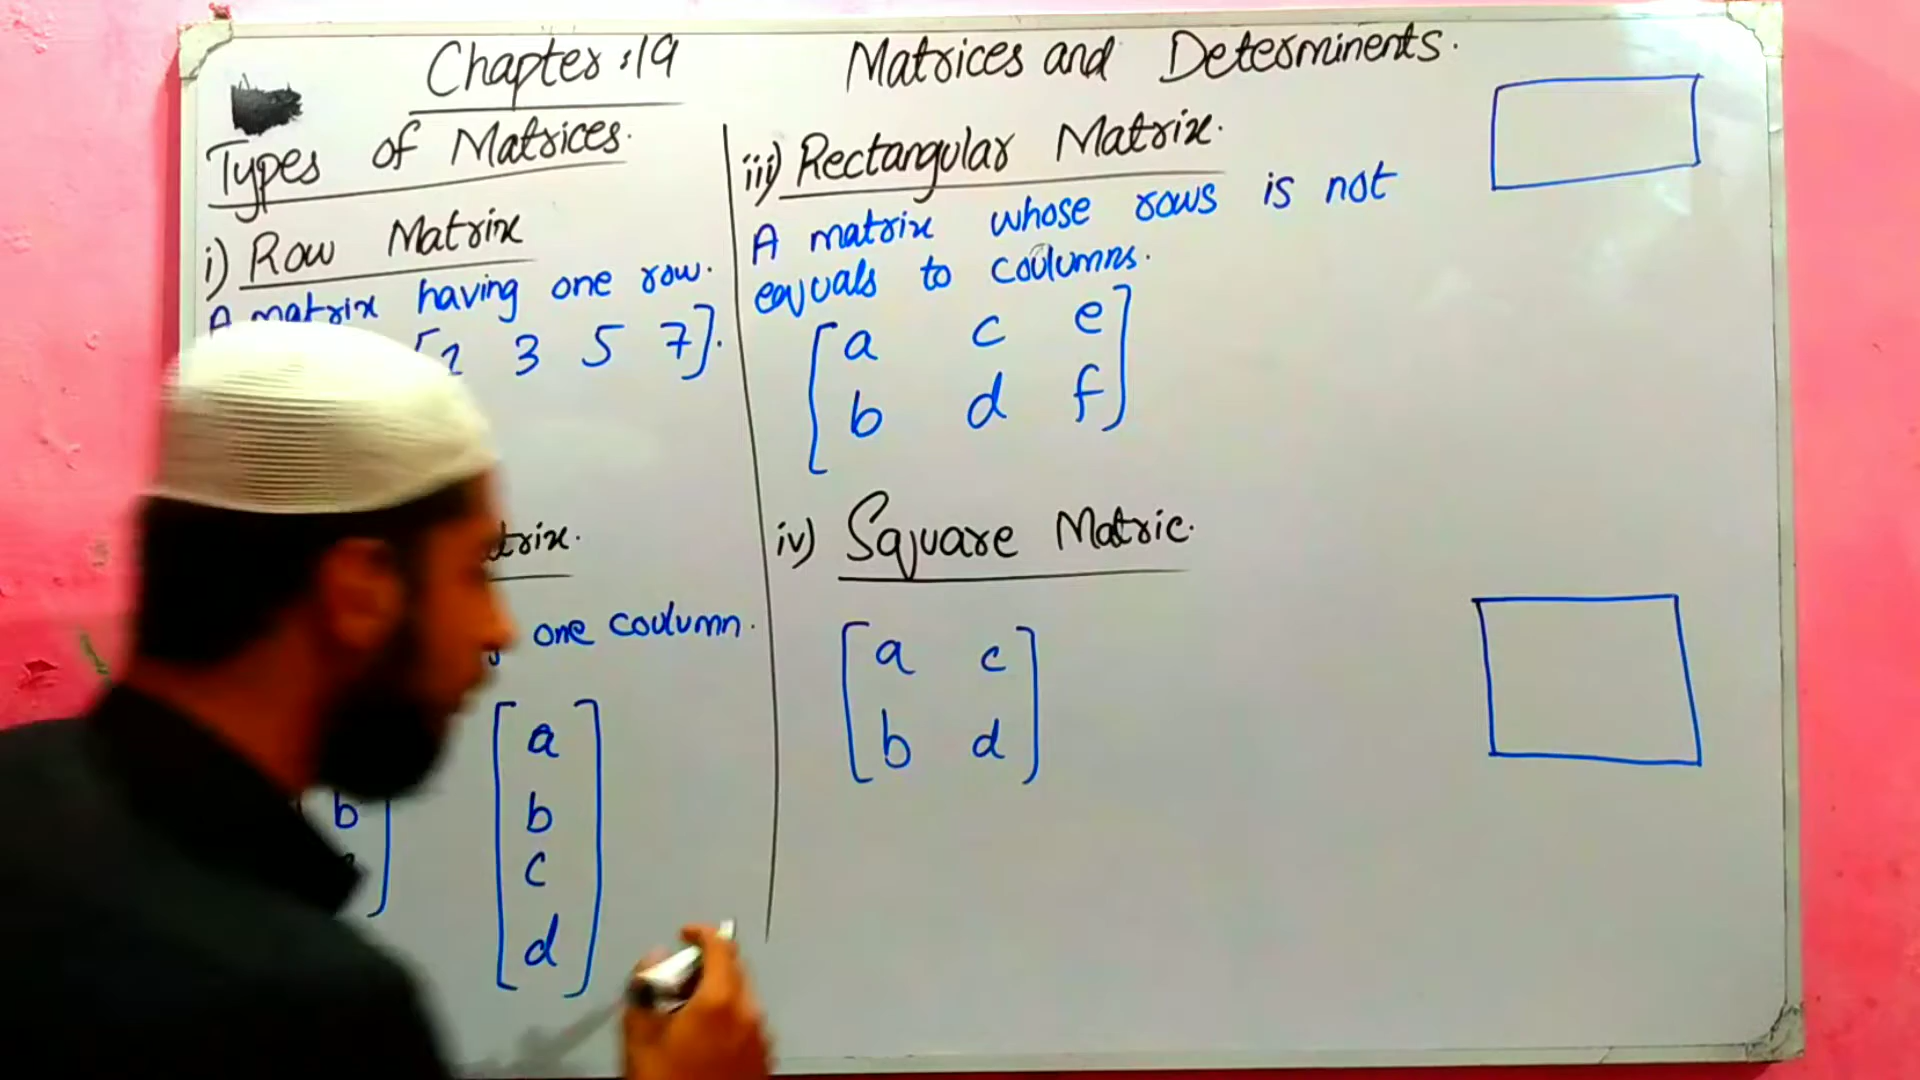 Chapter :19 Matrices and Determinents.
Types of Matrices.
i) Row Matrix
A matrix having one row.
[2 3 5 7].
trix.
one coulumn.
b
a
b
c
d
iii) Rectangular Matrix.
A matrix whose rows is not
equals to coulumns.
a c e
b d f
iv) Square Matric.
a c
b d